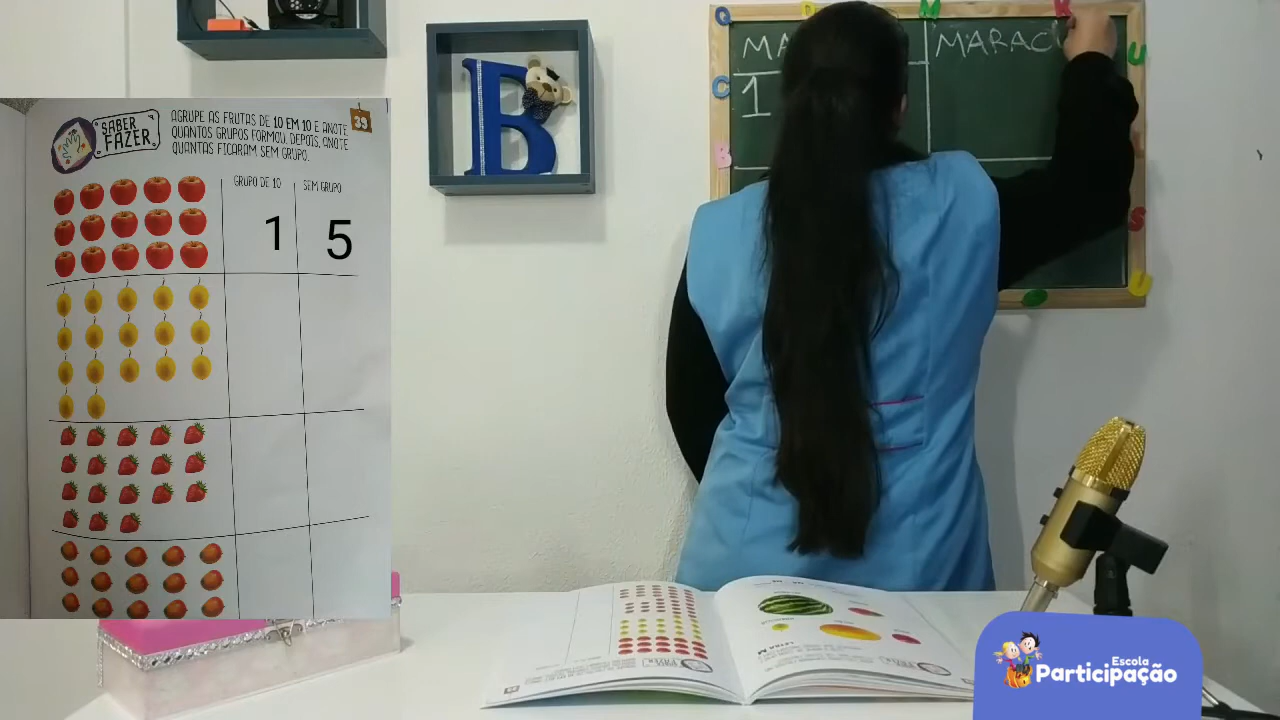 SABER FAZER
AGRUPE AS FRUTAS DE 10 EM 10 E ANOTE
QUANTOS GRUPOS FORMOU. DEPOIS, ANOTE
QUANTAS FICARAM SEM GRUPO.
39
GRUPO DE 10
SEM GRUPO
1
5
B
MA
MARACU
1
Escola
Participação